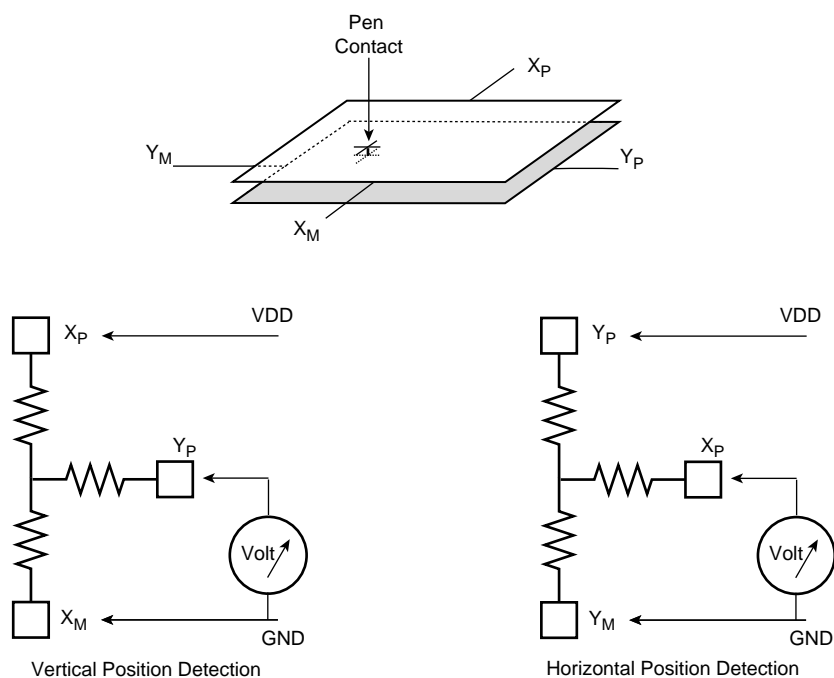 Pen
Contact
X_P
Y_M
Y_P
X_M
X_P
VDD
Y_P
Volt
X_M
GND
Vertical Position Detection
Y_P
VDD
X_P
Volt
Y_M
GND
Horizontal Position Detection